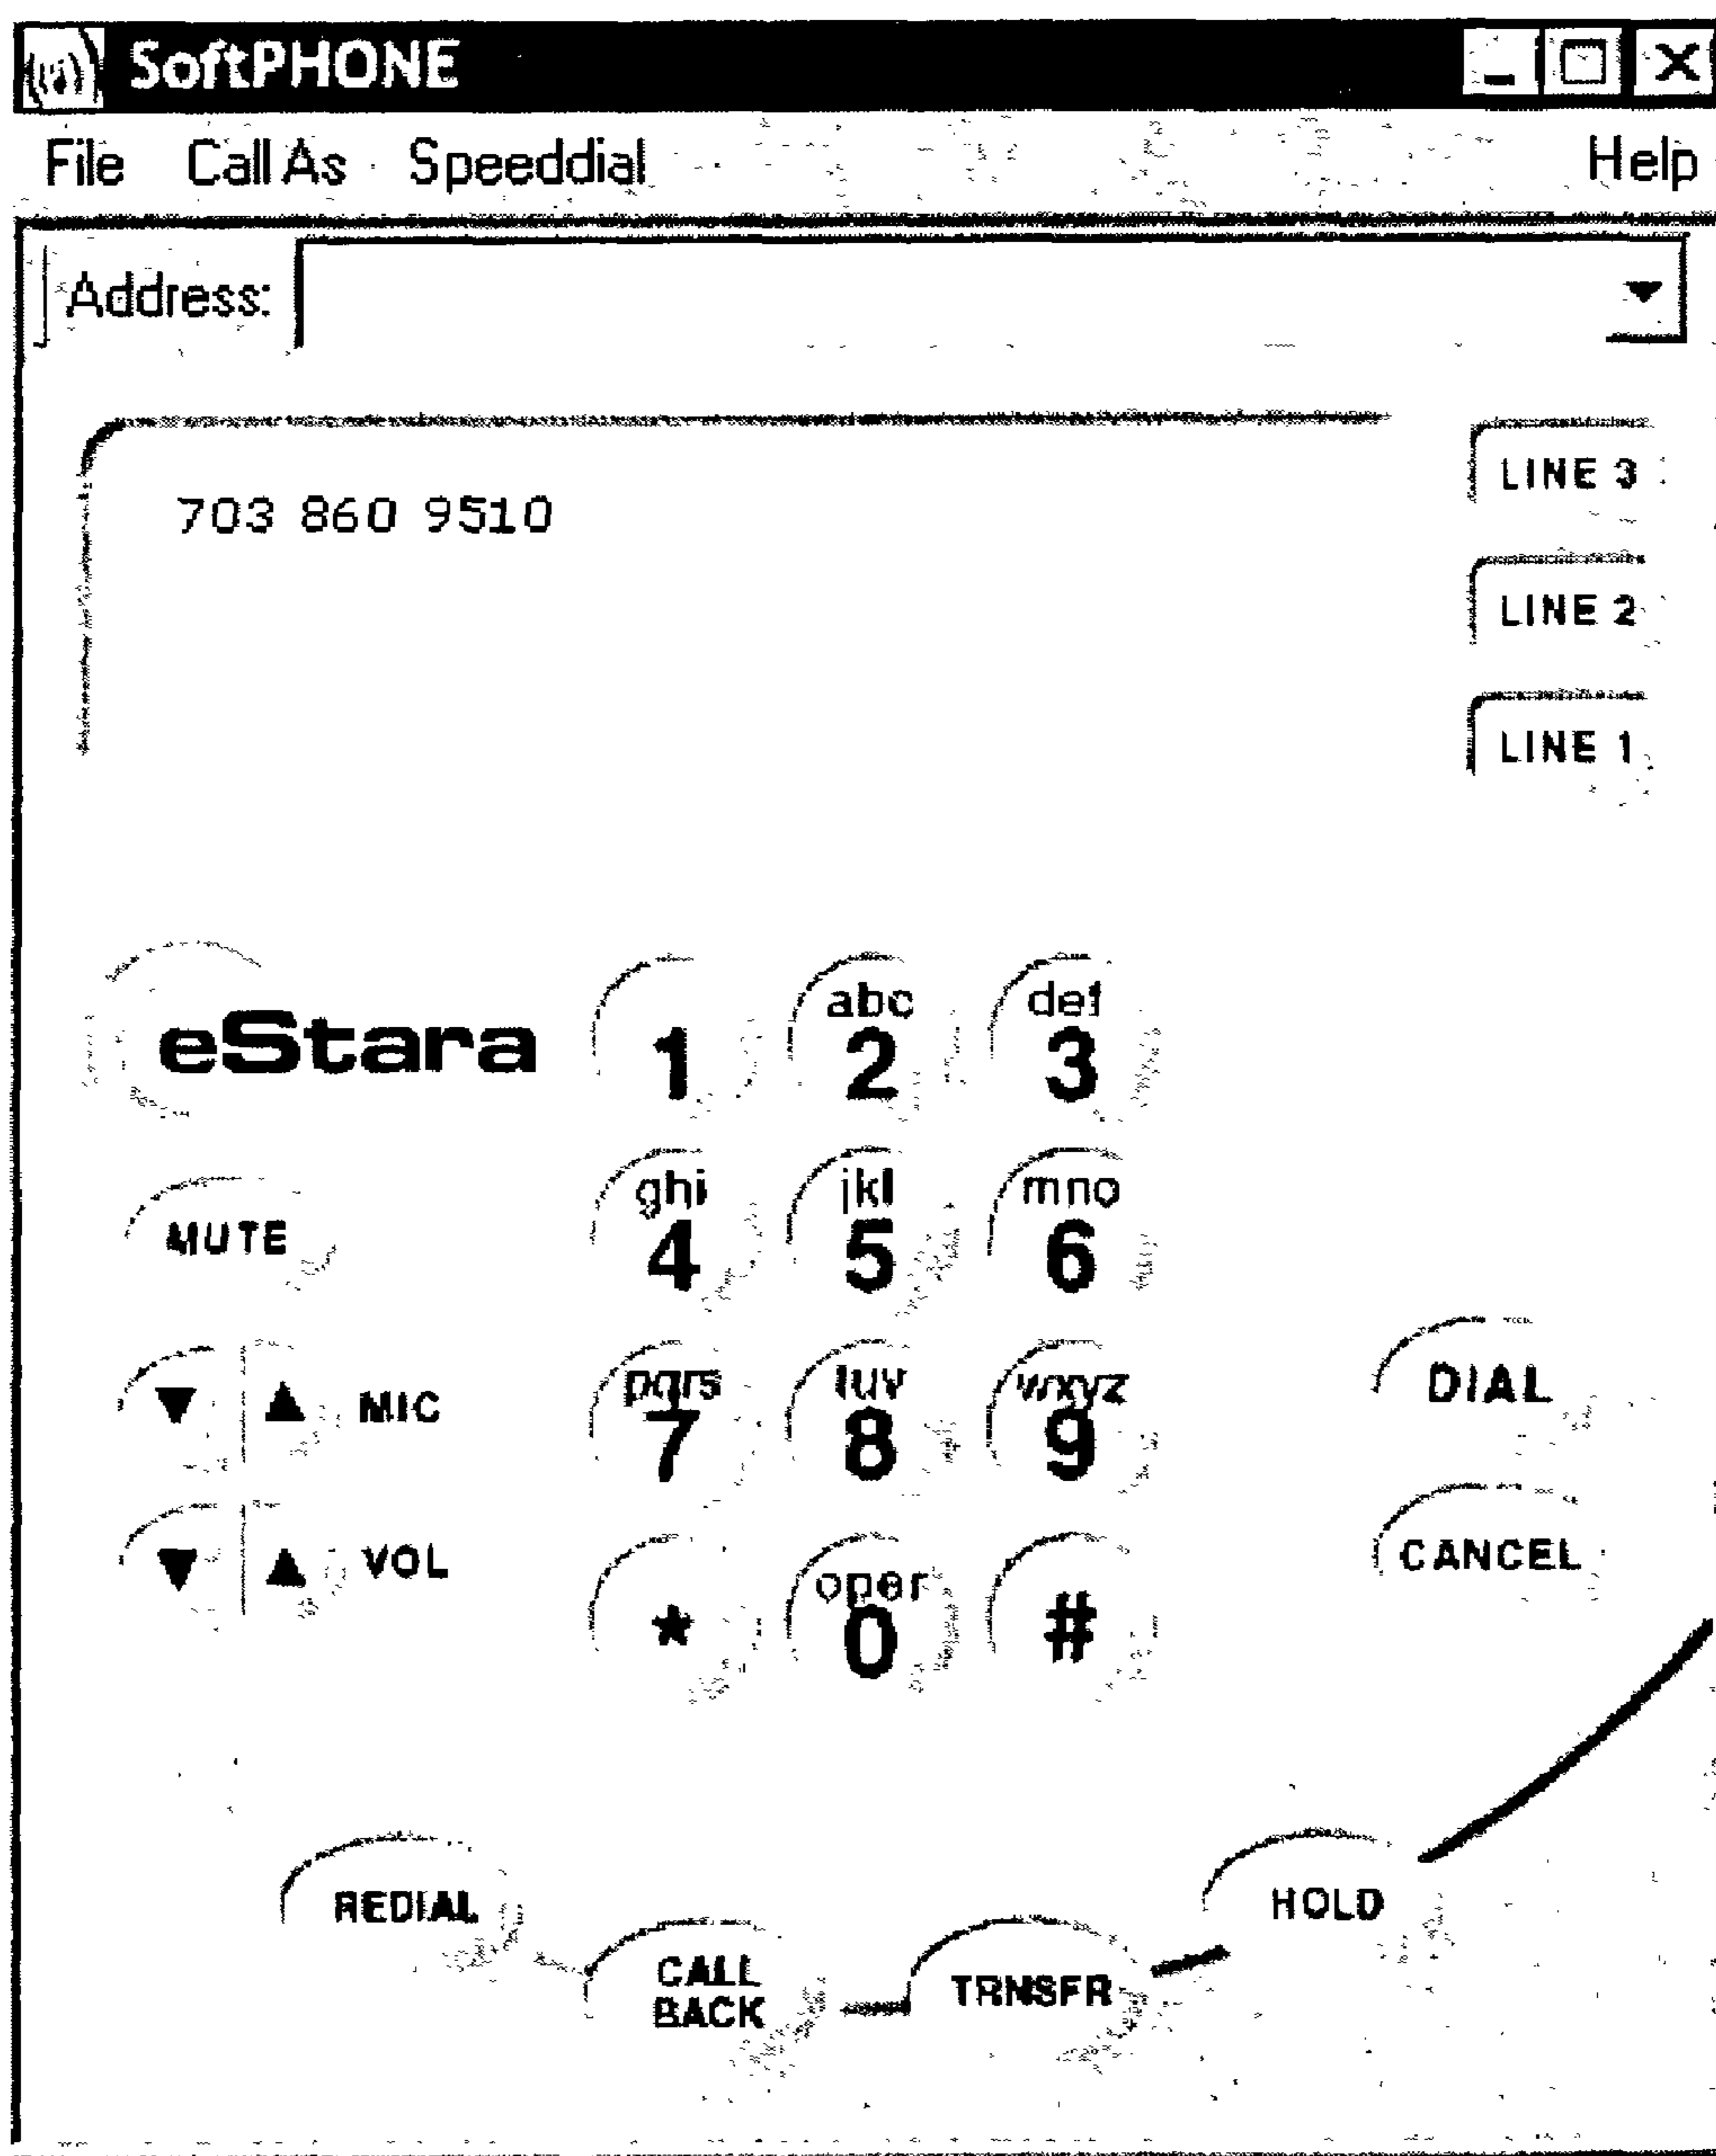 SoftPHONE
File Call As Speeddial Help
Address:
703 860 9510
LINE 3
LINE 2
LINE 1
eStara
1
abc
2
def
3
MUTE
ghi
4
jkl
5
mno
6
MIC
pqrs
7
tuv
8
wxyz
9
DIAL
VOL
*
oper
0
#
CANCEL
REDIAL
CALL
BACK
TRNSFR
HOLD